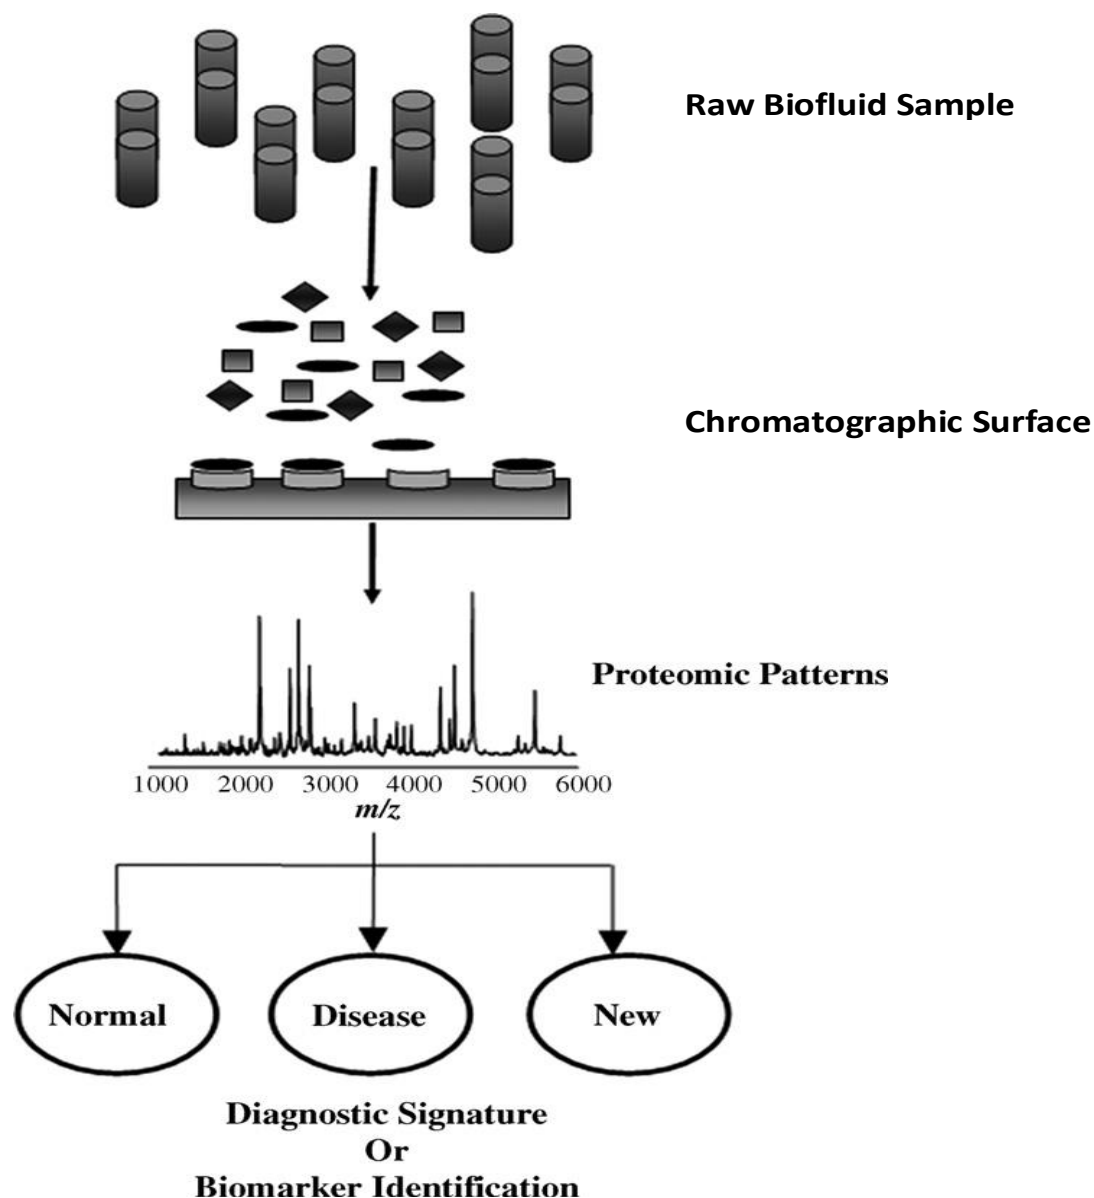 Raw Biofluid Sample
Chromatographic Surface
Proteomic Patterns
1000 2000 3000 4000 5000 6000
m/z
Normal
Disease
New
Diagnostic Signature
Or
Biomarker Identification